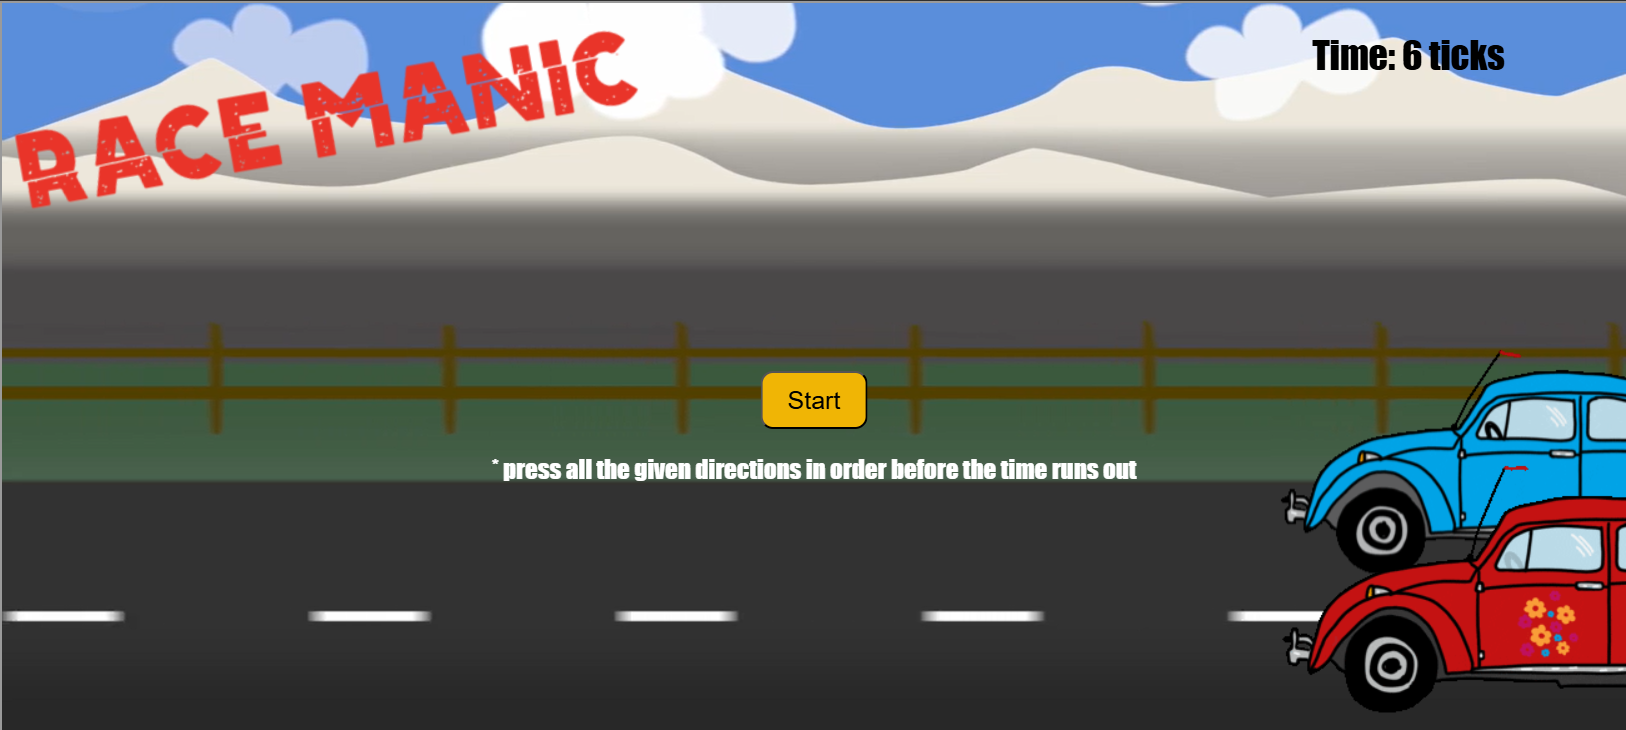 RACE MANIC
Time: 6 ticks
Start
* press all the given directions in order before the time runs out